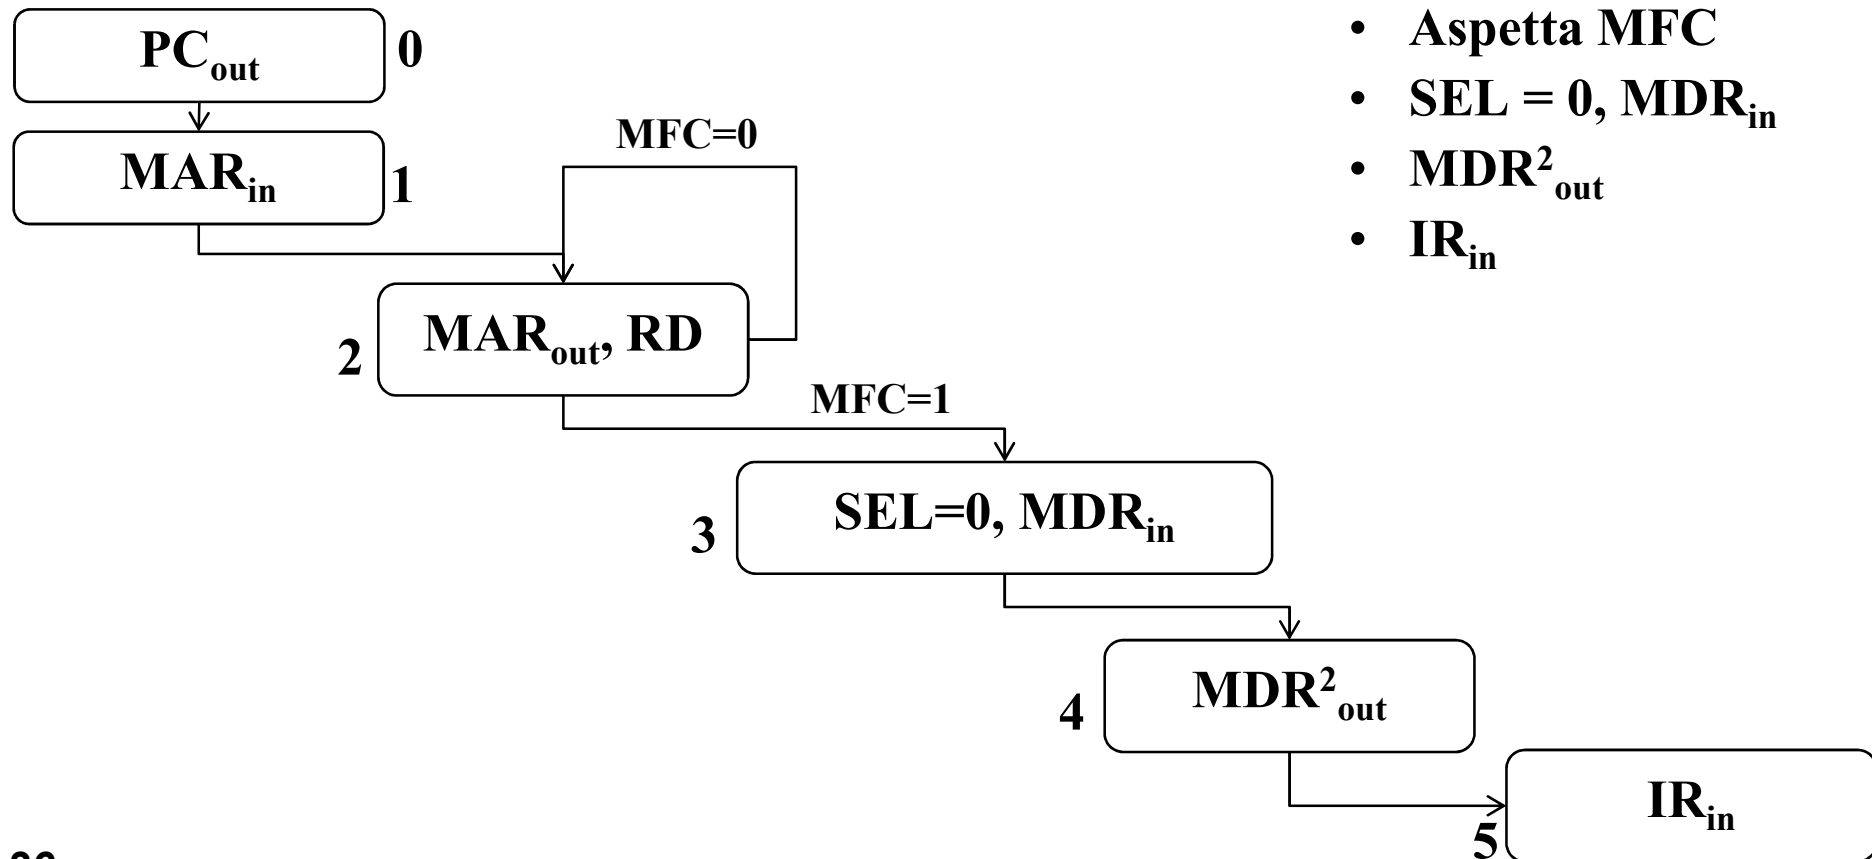 PCout 0
MARin 1
MFC=0
2 MARout, RD
MFC=1
3 SEL=0, MDRin
4 MDR²out
5 IRin
• Aspetta MFC
• SEL = 0, MDRin
• MDR²out
• IRin